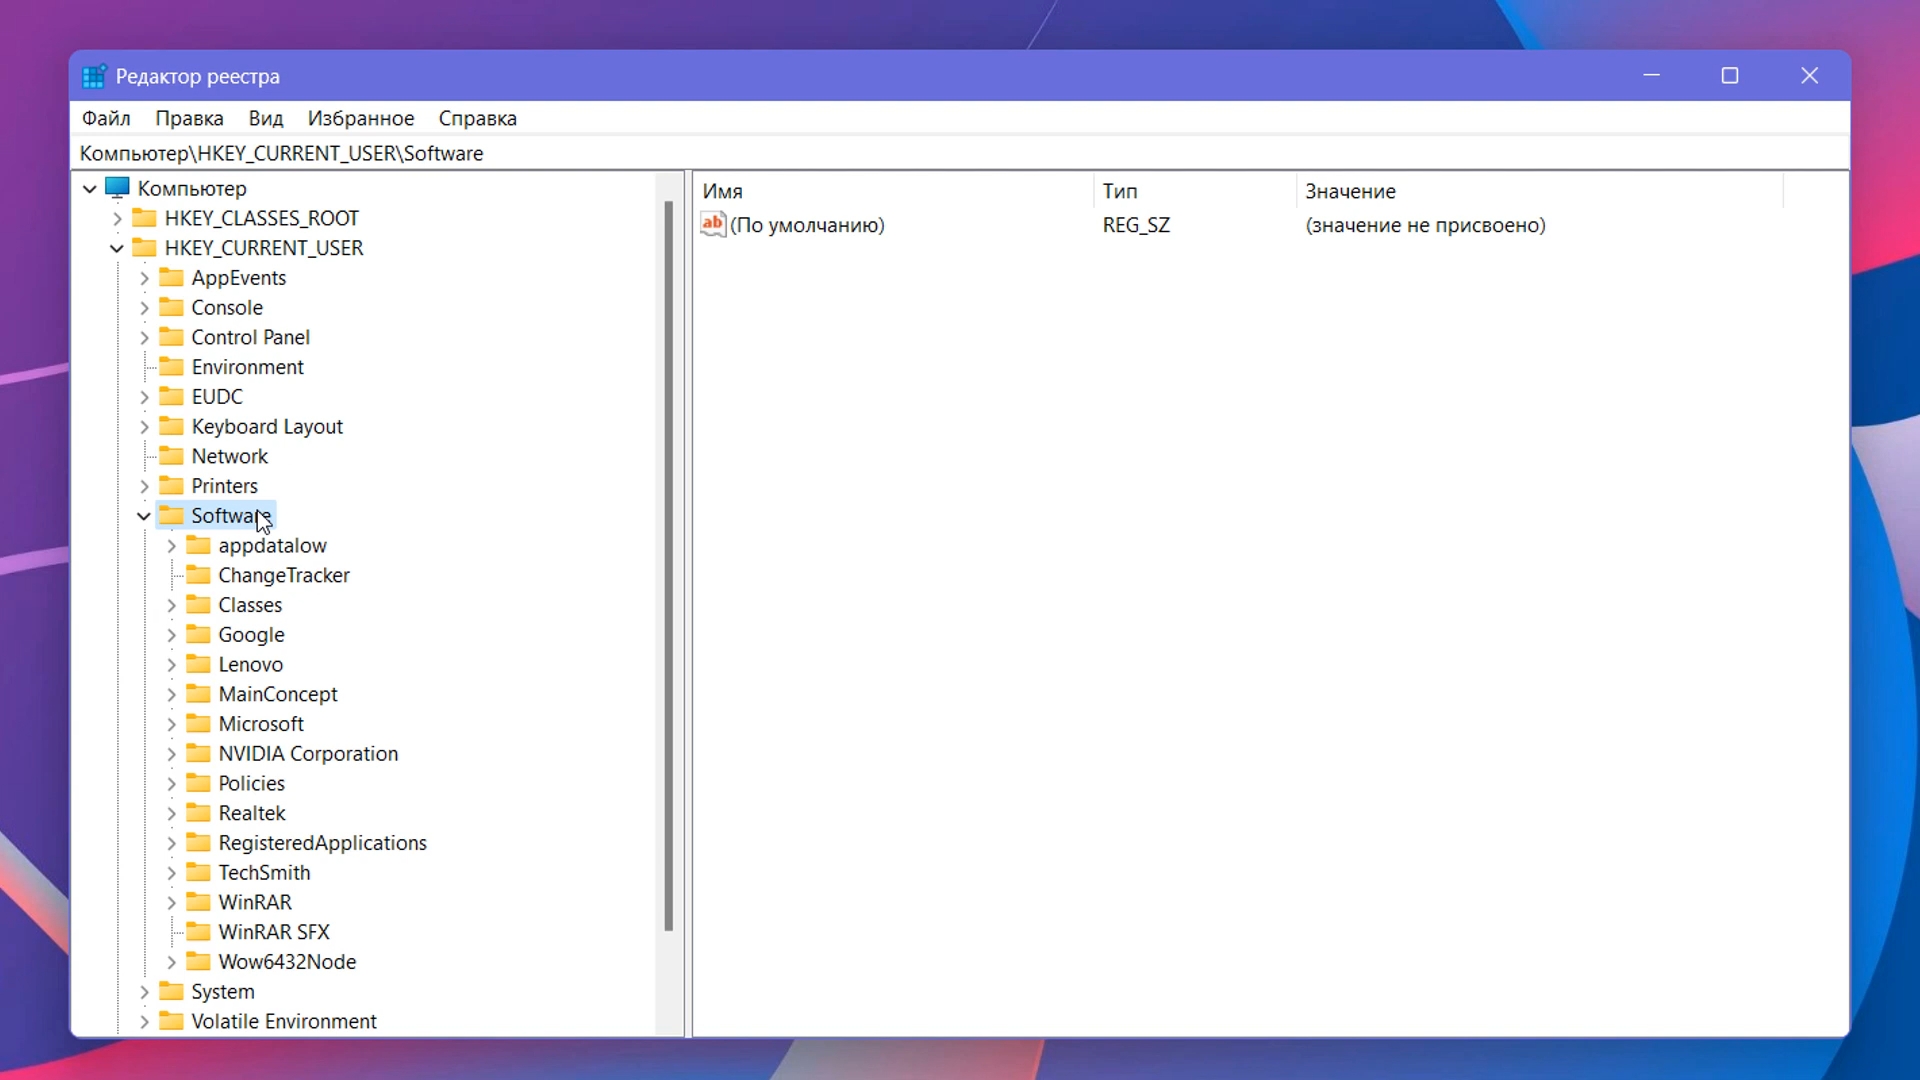 Редактор реестра
Файл Правка Вид Избранное Справка
Компьютер\HKEY_CURRENT_USER\Software
Компьютер
HKEY_CLASSES_ROOT
HKEY_CURRENT_USER
AppEvents
Console
Control Panel
Environment
EUDC
Keyboard Layout
Network
Printers
Software
appdatalow
ChangeTracker
Classes
Google
Lenovo
MainConcept
Microsoft
NVIDIA Corporation
Policies
Realtek
RegisteredApplications
TechSmith
WinRAR
WinRAR SFX
Wow6432Node
System
Volatile Environment
Имя Тип Значение
ab (По умолчанию) REG_SZ (значение не присвоено)